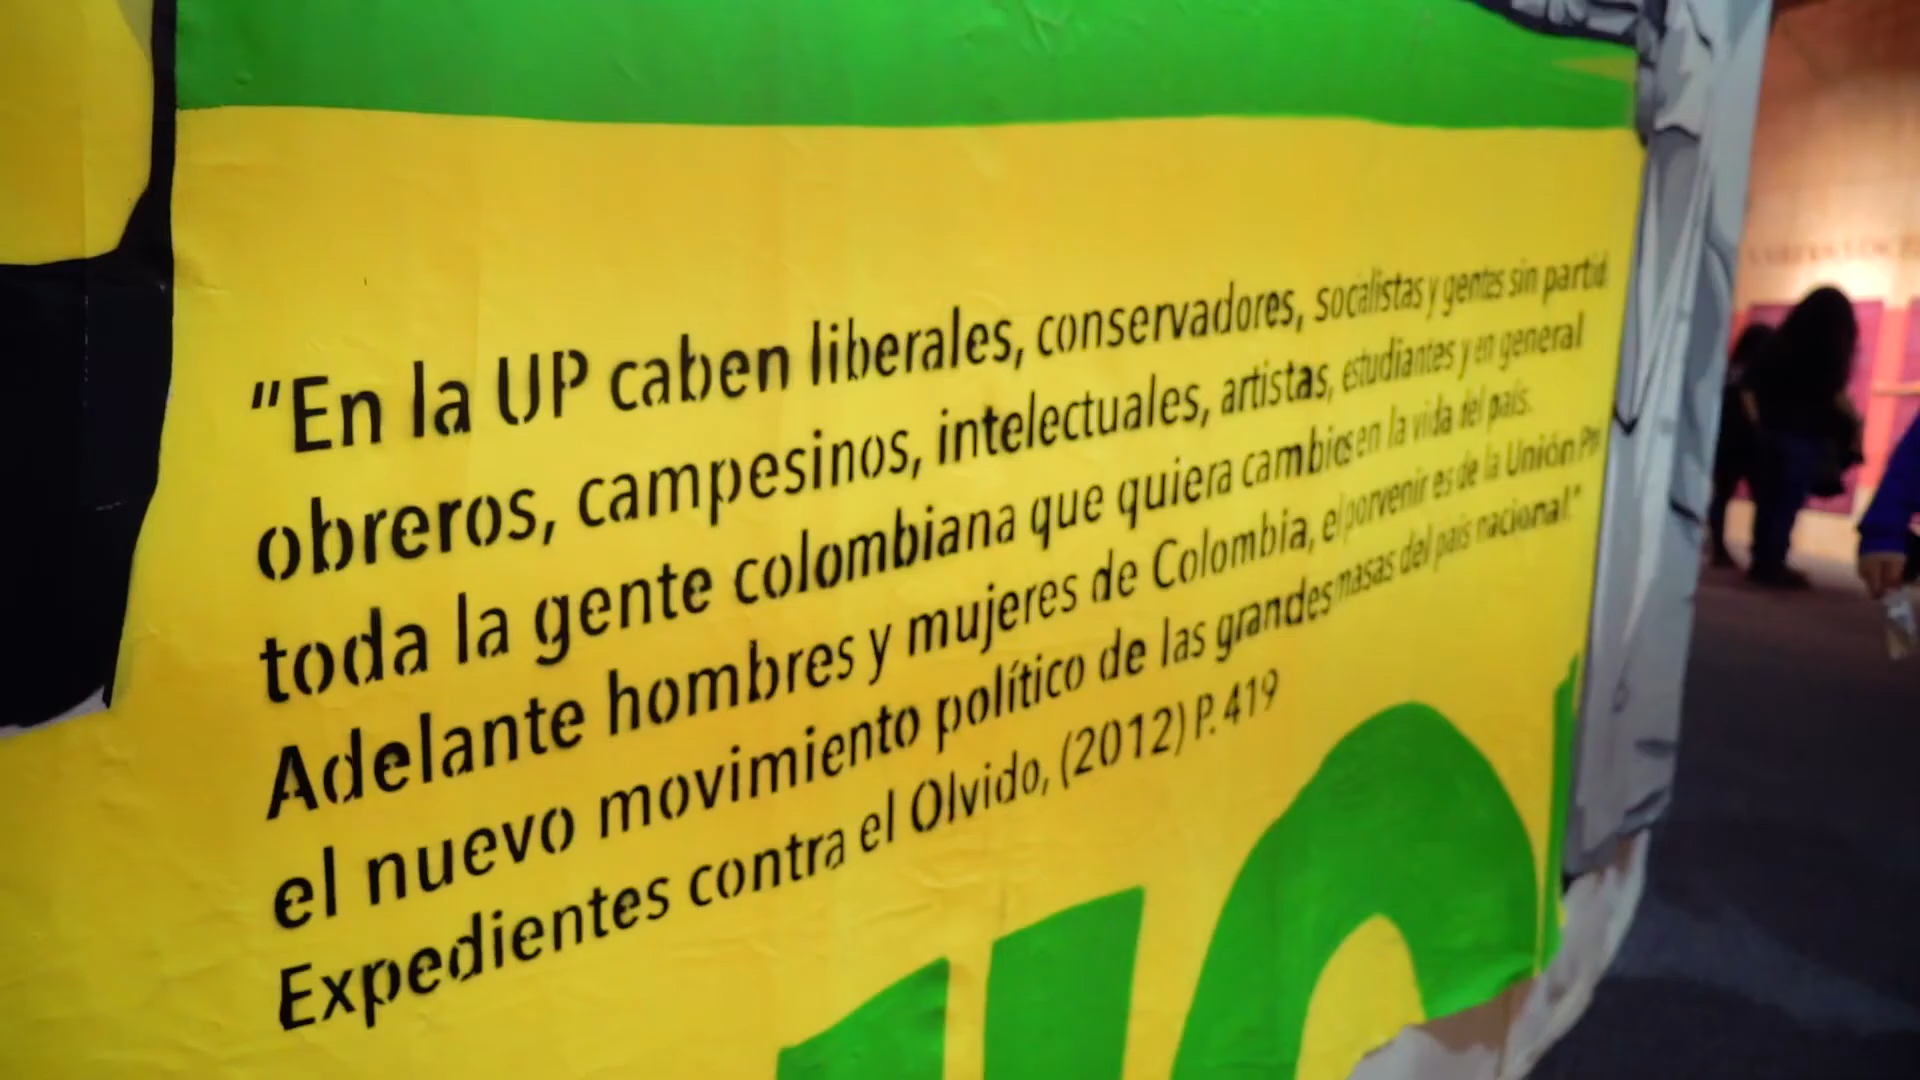 “En la UP caben liberales, conservadores, socialistas y gentes sin partid
obreros, campesinos, intelectuales, artistas, estudiantes y en general
toda la gente colombiana que quiera cambios en la vida del país.
Adelante hombres y mujeres de Colombia, el porvenir es de la Unión
el nuevo movimiento político de las grandes masas del país nacional.”
Expedientes contra el Olvido, (2012) P. 419